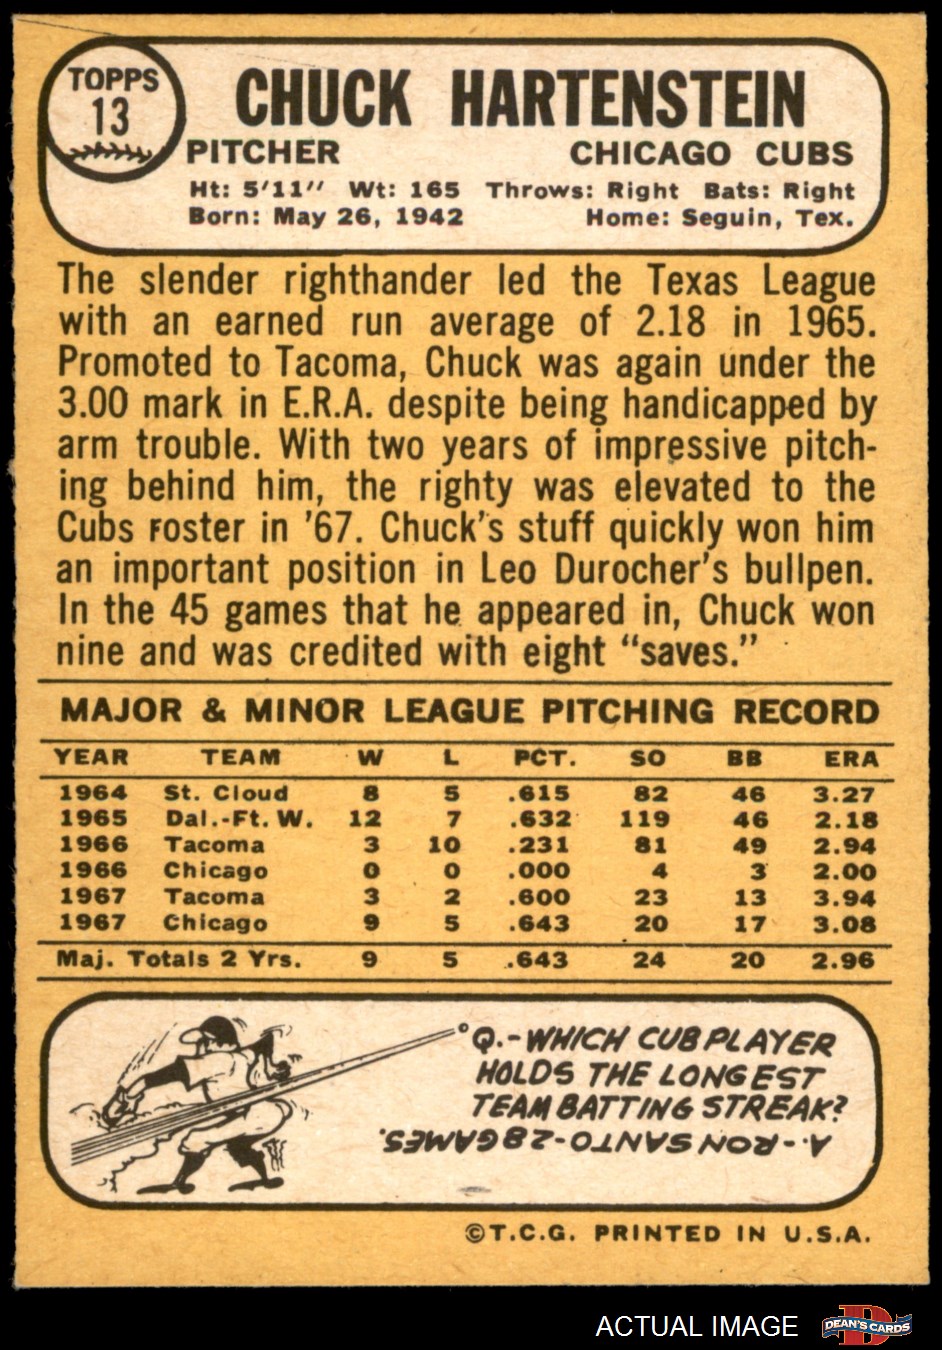 TOPPS
13
CHUCK HARTENSTEIN
PITCHER CHICAGO CUBS
Ht: 5'11" Wt: 165 Throws: Right Bats: Right
Born: May 26, 1942 Home: Seguin, Tex.
The slender righthander led the Texas League
with an earned run average of 2.18 in 1965.
Promoted to Tacoma, Chuck was again under the
3.00 mark in E.R.A. despite being handicapped by
arm trouble. With two years of impressive pitch-
ing behind him, the righty was elevated to the
Cubs roster in '67. Chuck's stuff quickly won him
an important position in Leo Durocher's bullpen.
In the 45 games that he appeared in, Chuck won
nine and was credited with eight "saves."
MAJOR & MINOR LEAGUE PITCHING RECORD
YEAR TEAM W L PCT. SO BB ERA
1964 St. Cloud 8 5 .615 82 46 3.27
1965 Dal.-Ft. W. 12 7 .632 119 46 2.18
1966 Tacoma 3 10 .231 81 49 2.94
1966 Chicago 0 0 .000 4 3 2.00
1967 Tacoma 3 2 .600 23 13 3.94
1967 Chicago 9 5 .643 20 17 3.08
Maj. Totals 2 Yrs. 9 5 .643 24 20 2.96
Q.-WHICH CUB PLAYER
HOLDS THE LONGEST
TEAM BATTING STREAK?
A.-RON SANTO-28 GAMES.
©T.C.G. PRINTED IN U.S.A.
ACTUAL IMAGE
D
DEAN'S CARDS